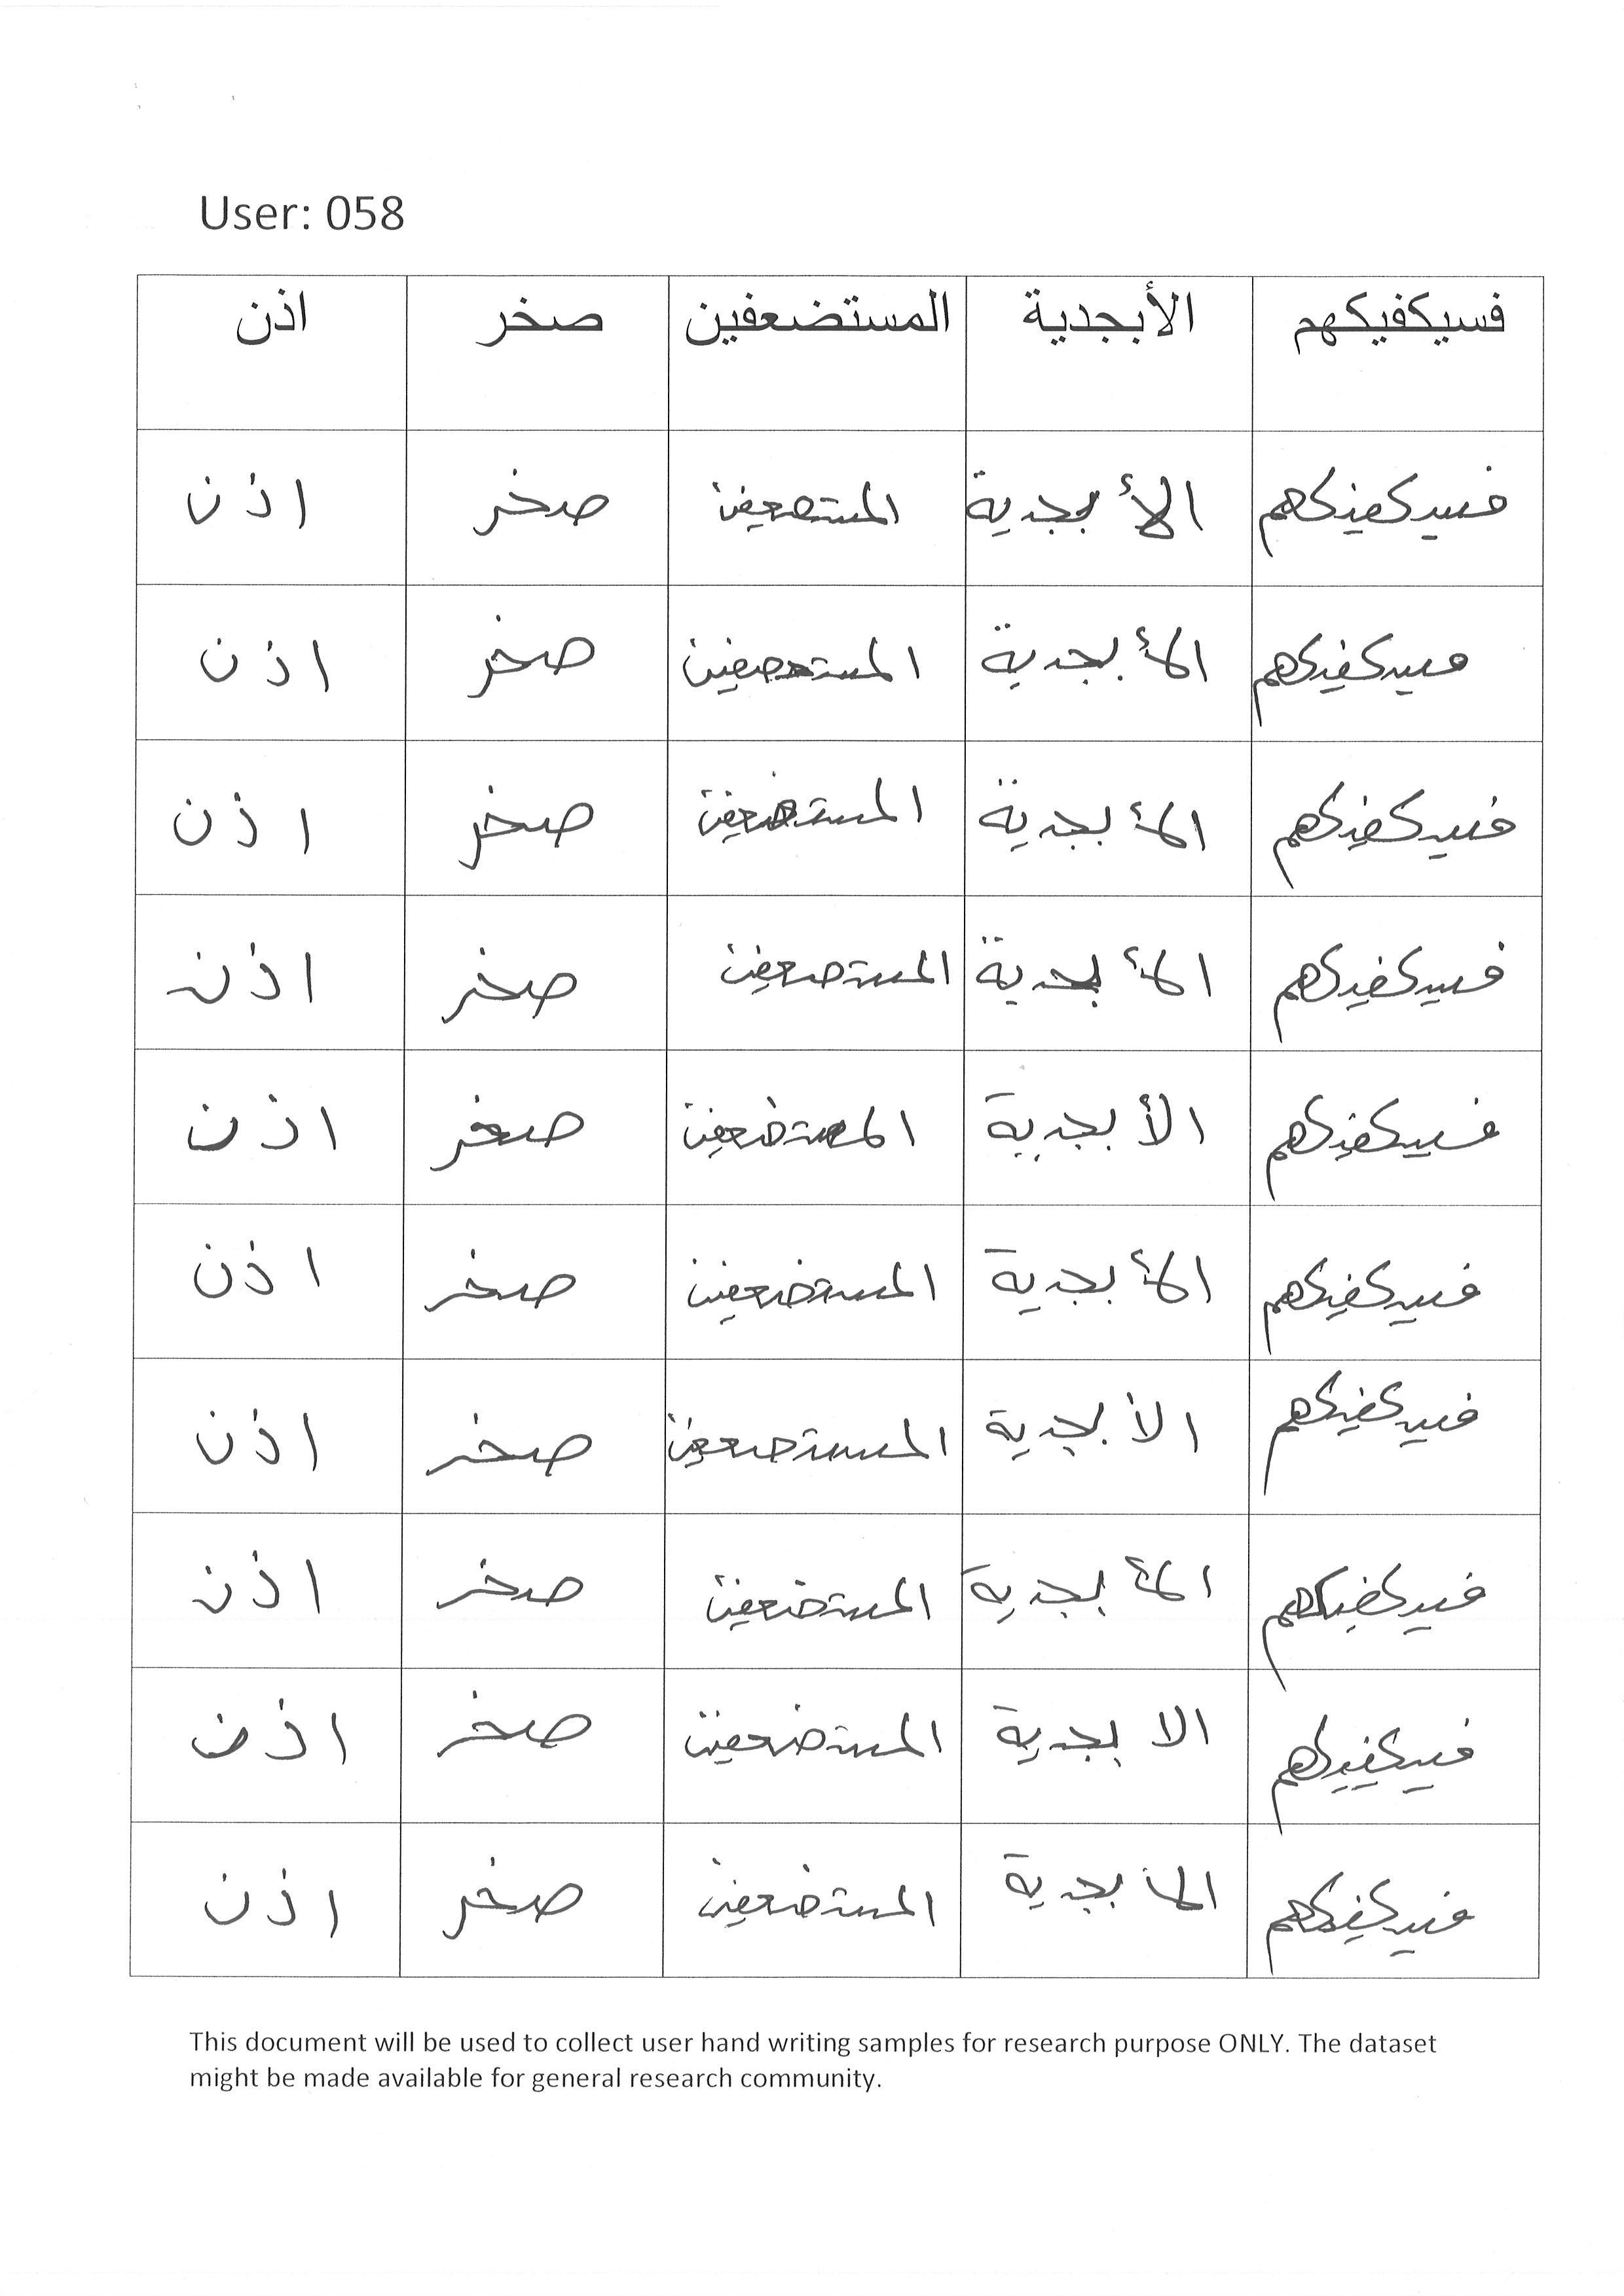 User: 058
فسيكفيكهم الأبجدية المستضعفين صخر اذن
فسيكفيكهم الأبجدية المستضعفين صخر اذن
فسيكفيكهم الأبجدية المستضعفين صخر اذن
فسيكفيكهم الأبجدية المستضعفين صخر اذن
فسيكفيكهم الأبجدية المستضعفين صخر اذن
فسيكفيكهم الأبجدية المستضعفين صخر اذن
فسيكفيكهم الأبجدية المستضعفين صخر اذن
فسيكفيكهم الأبجدية المستضعفين صخر اذن
فسيكفيكهم الأبجدية المستضعفين صخر اذن
فسيكفيكهم الابجدية المستضعفين صخر اذن
فسيكفيكهم الأبجدية المستضعفين صخر اذن
This document will be used to collect user hand writing samples for research purpose ONLY. The dataset
might be made available for general research community.